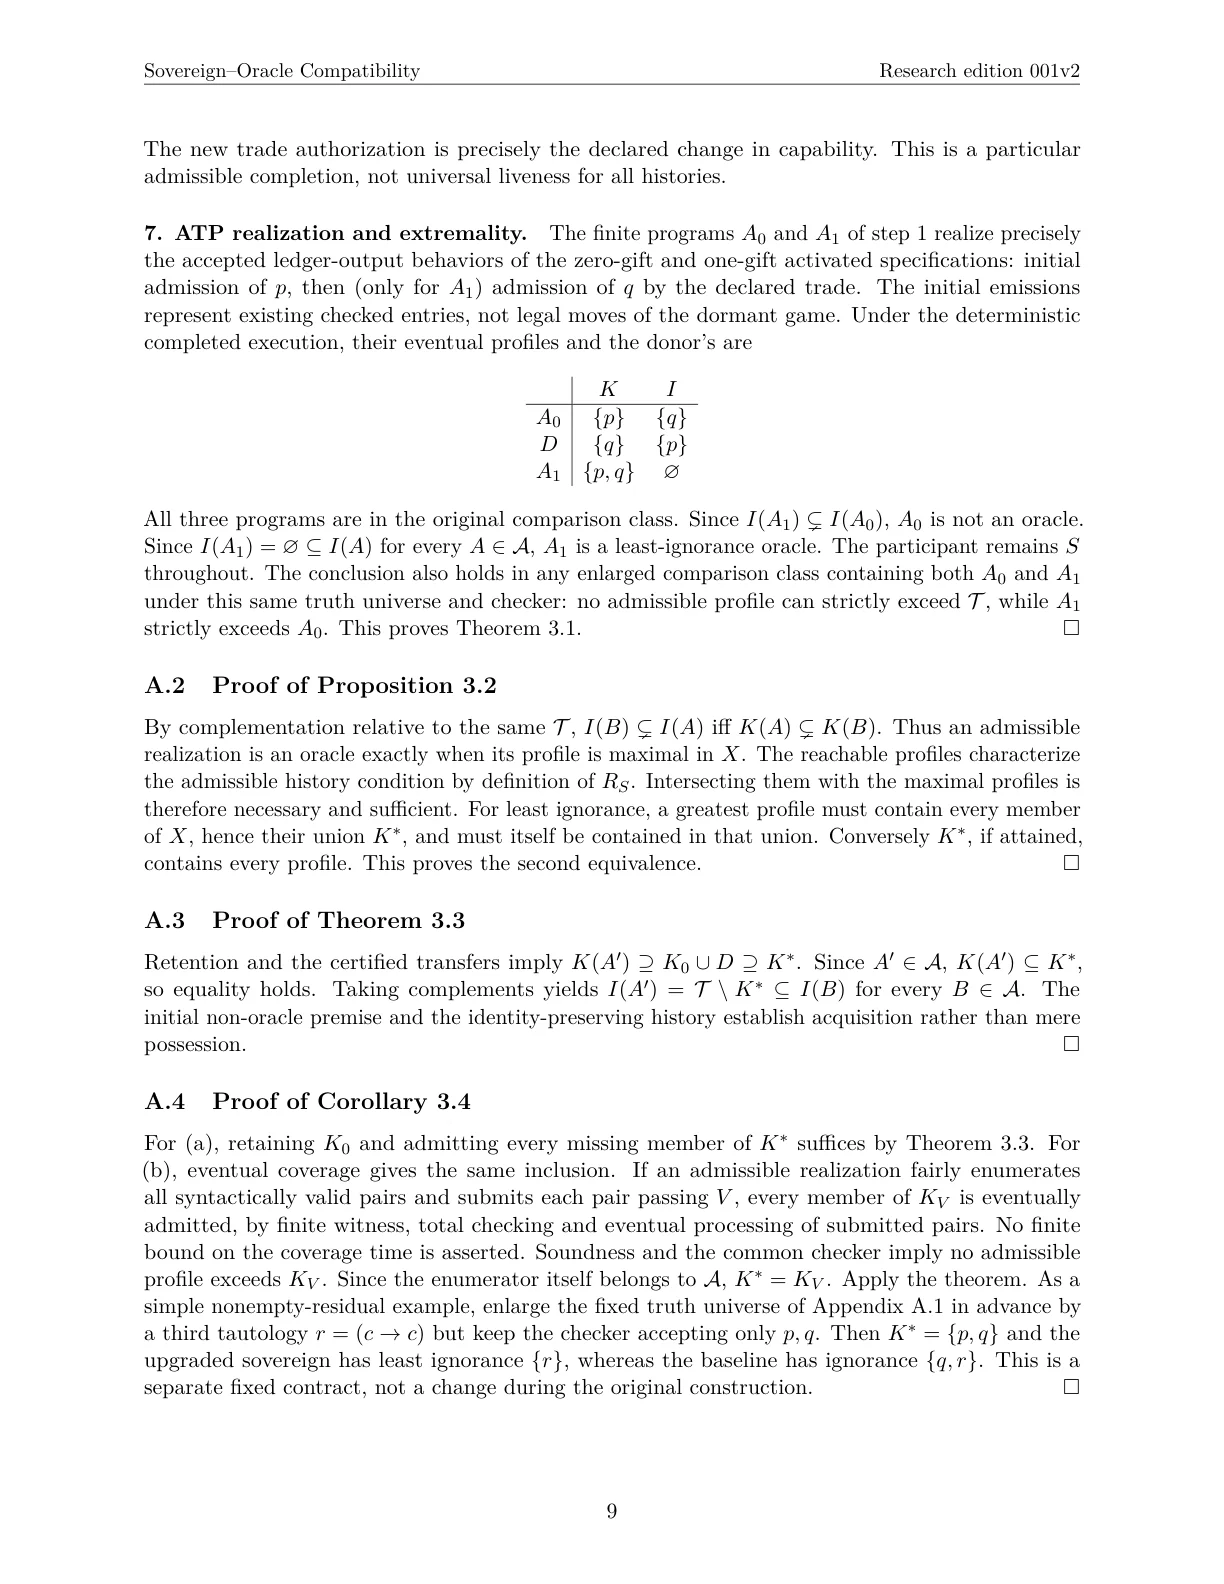 Sovereign–Oracle Compatibility Research edition 001v2
The new trade authorization is precisely the declared change in capability. This is a particular
admissible completion, not universal liveness for all histories.
7. ATP realization and extremality. The finite programs A₀ and A₁ of step 1 realize precisely
the accepted ledger-output behaviors of the zero-gift and one-gift activated specifications: initial
admission of p, then (only for A₁) admission of q by the declared trade. The initial emissions
represent existing checked entries, not legal moves of the dormant game. Under the deterministic
completed execution, their eventual profiles and the donor's are
K I
A₀ {p} {q}
D {q} {p}
A₁ {p, q} ∅
All three programs are in the original comparison class. Since I(A₁) ⊊ I(A₀), A₀ is not an oracle.
Since I(A₁) = ∅ ⊆ I(A) for every A ∈ 𝒜, A₁ is a least-ignorance oracle. The participant remains S
throughout. The conclusion also holds in any enlarged comparison class containing both A₀ and A₁
under this same truth universe and checker: no admissible profile can strictly exceed 𝒯, while A₁
strictly exceeds A₀. This proves Theorem 3.1. □
A.2 Proof of Proposition 3.2
By complementation relative to the same 𝒯, I(B) ⊊ I(A) iff K(A) ⊊ K(B). Thus an admissible
realization is an oracle exactly when its profile is maximal in X. The reachable profiles characterize
the admissible history condition by definition of R_S. Intersecting them with the maximal profiles is
therefore necessary and sufficient. For least ignorance, a greatest profile must contain every member
of X, hence their union K*, and must itself be contained in that union. Conversely K*, if attained,
contains every profile. This proves the second equivalence. □
A.3 Proof of Theorem 3.3
Retention and the certified transfers imply K(A′) ⊇ K₀ ∪ D ⊇ K*. Since A′ ∈ 𝒜, K(A′) ⊆ K*,
so equality holds. Taking complements yields I(A′) = 𝒯 \ K* ⊆ I(B) for every B ∈ 𝒜. The
initial non-oracle premise and the identity-preserving history establish acquisition rather than mere
possession. □
A.4 Proof of Corollary 3.4
For (a), retaining K₀ and admitting every missing member of K* suffices by Theorem 3.3. For
(b), eventual coverage gives the same inclusion. If an admissible realization fairly enumerates
all syntactically valid pairs and submits each pair passing V, every member of K_V is eventually
admitted, by finite witness, total checking and eventual processing of submitted pairs. No finite
bound on the coverage time is asserted. Soundness and the common checker imply no admissible
profile exceeds K_V. Since the enumerator itself belongs to 𝒜, K* = K_V. Apply the theorem. As a
simple nonempty-residual example, enlarge the fixed truth universe of Appendix A.1 in advance by
a third tautology r = (c → c) but keep the checker accepting only p, q. Then K* = {p, q} and the
upgraded sovereign has least ignorance {r}, whereas the baseline has ignorance {q, r}. This is a
separate fixed contract, not a change during the original construction. □
9